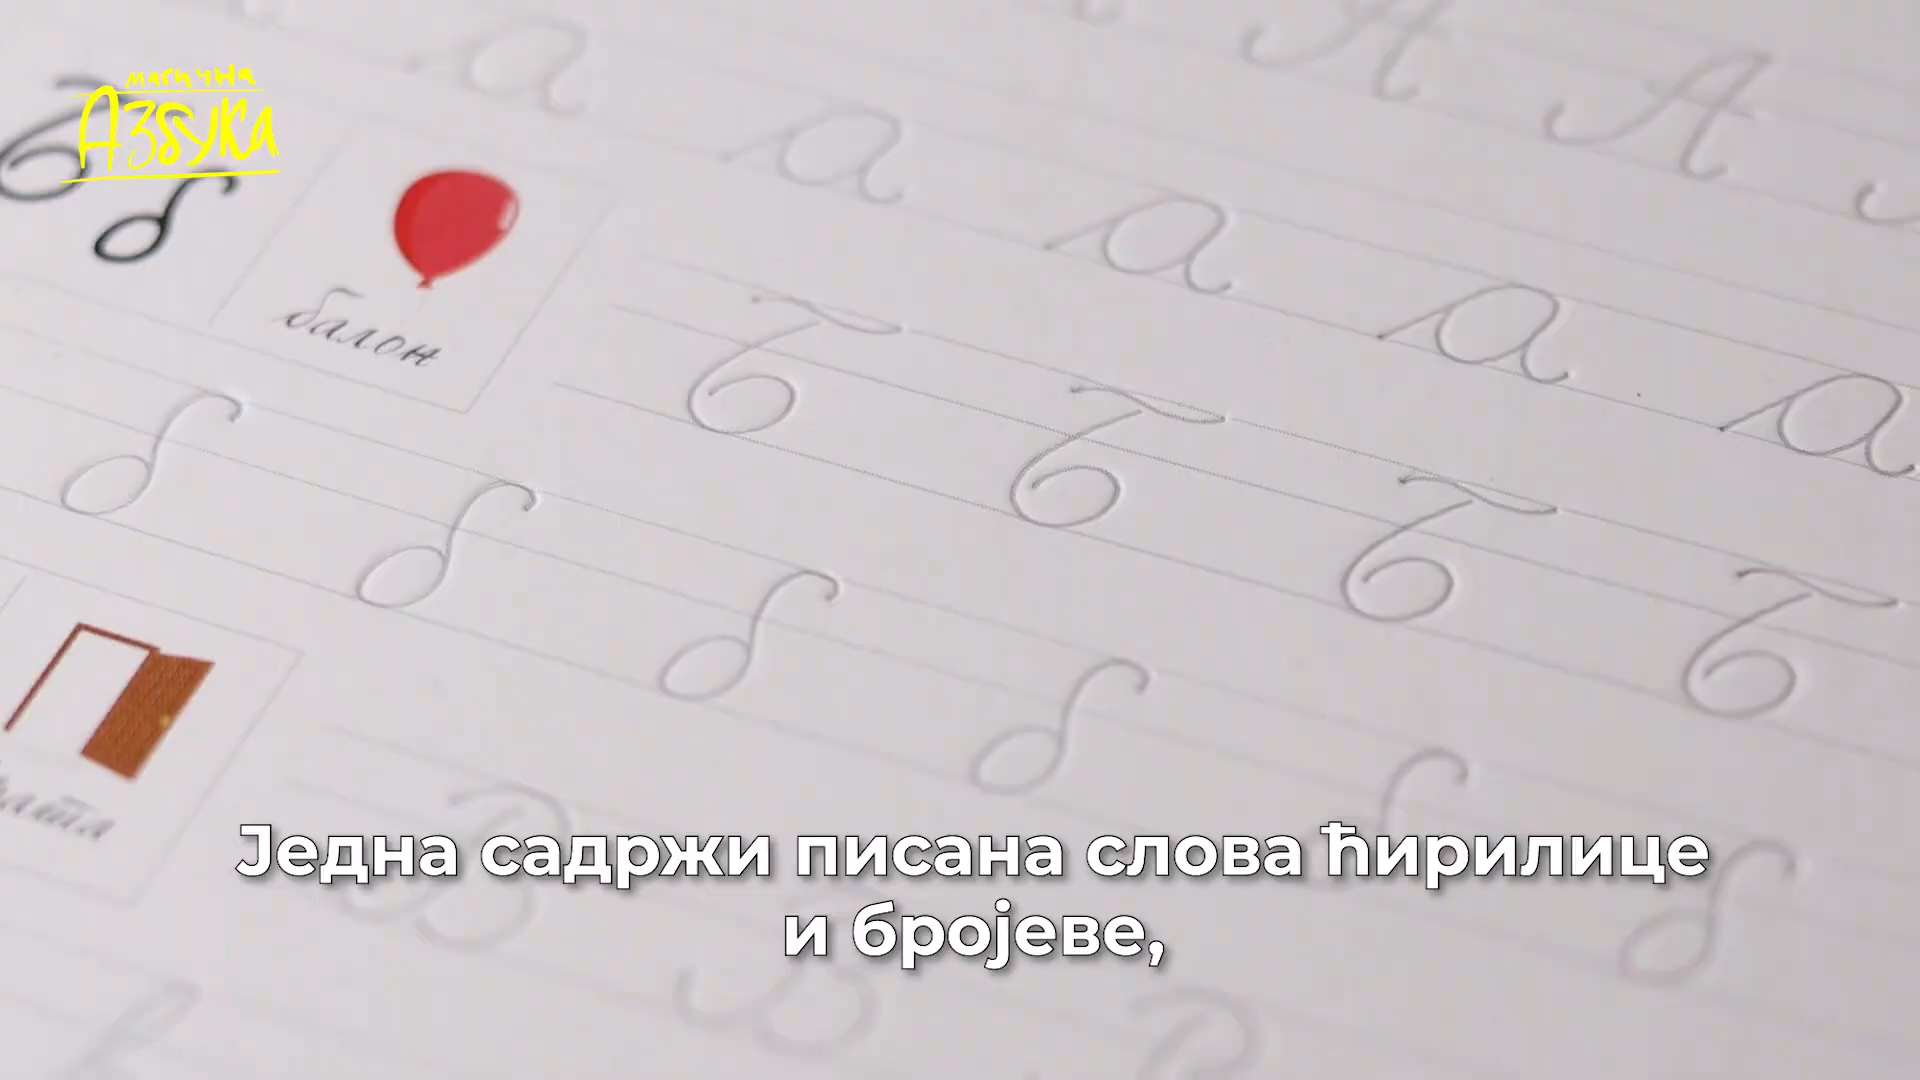 магична
АЗБУКА
Б б
балон
A A
а а а а а
Б Б Б Б
б б б б б б
В
В
Једна садржи писана слова ћирилице
и бројеве,